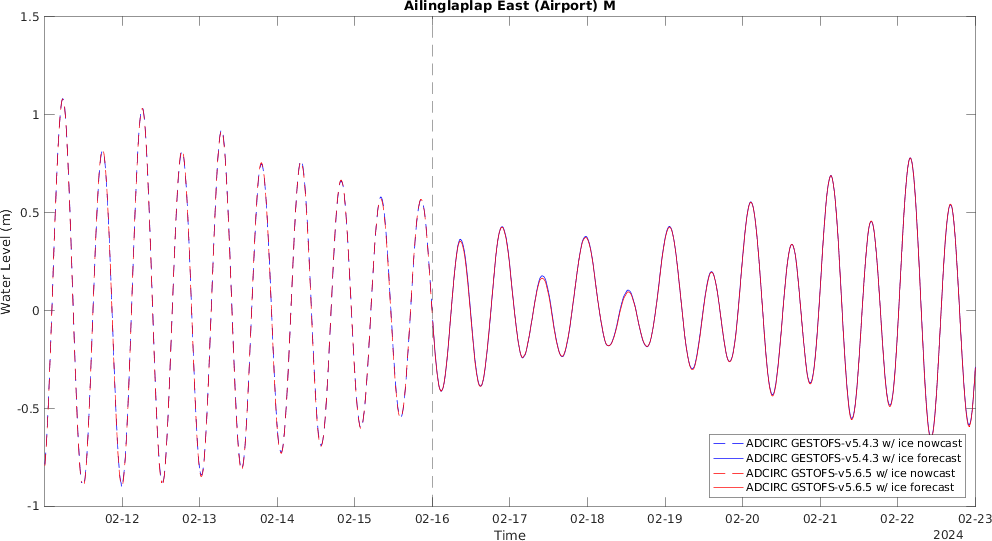 Ailinglaplap East (Airport) M
1.5
1
0.5
0
-0.5
-1
Water Level (m)
02-12 02-13 02-14 02-15 02-16 02-17 02-18 02-19 02-20 02-21 02-22 02-23
Time
2024
ADCIRC GESTOFS-v5.4.3 w/ ice nowcast
ADCIRC GESTOFS-v5.4.3 w/ ice forecast
ADCIRC GSTOFS-v5.6.5 w/ ice nowcast
ADCIRC GSTOFS-v5.6.5 w/ ice forecast